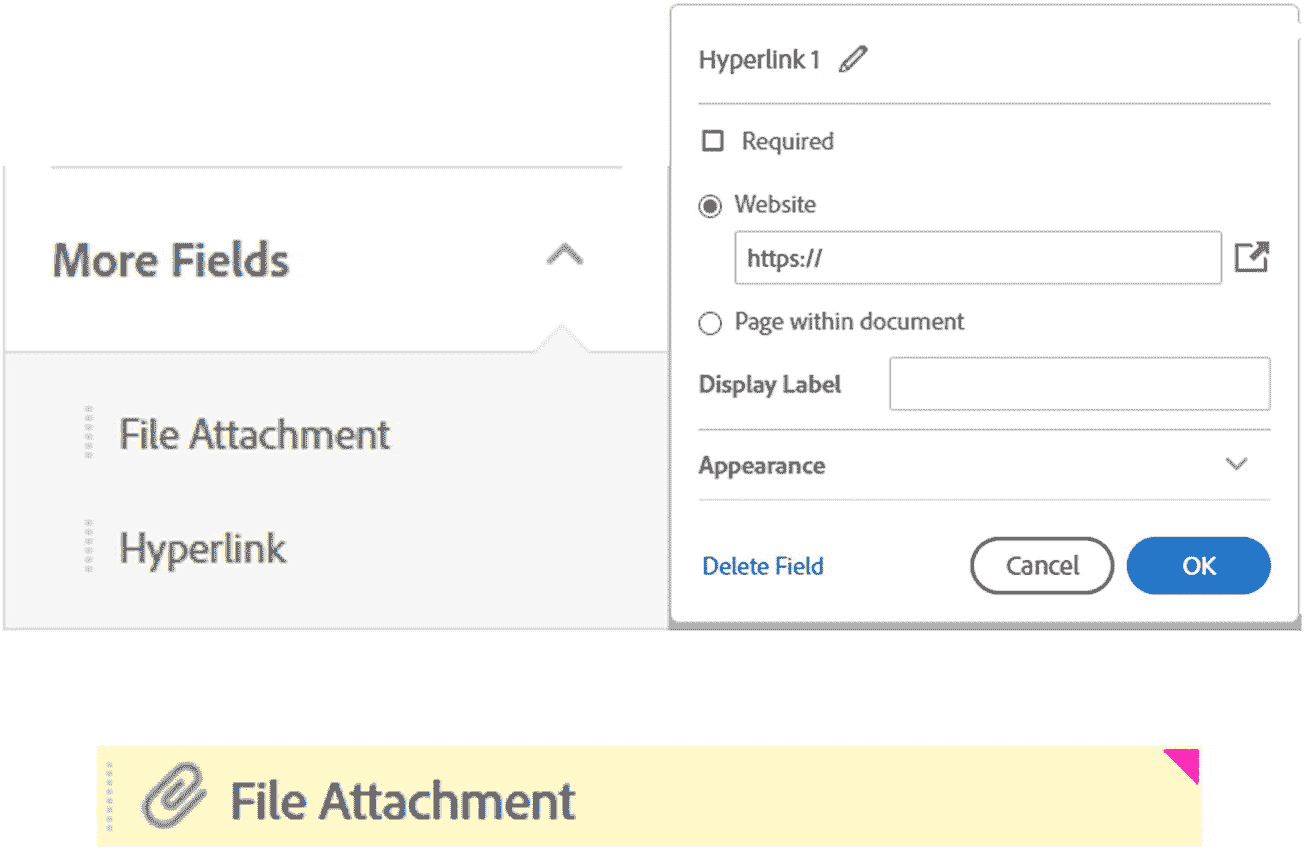 More Fields
File Attachment
Hyperlink
Hyperlink 1
Required
Website
https://
Page within document
Display Label
Appearance
Delete Field
Cancel
OK
File Attachment